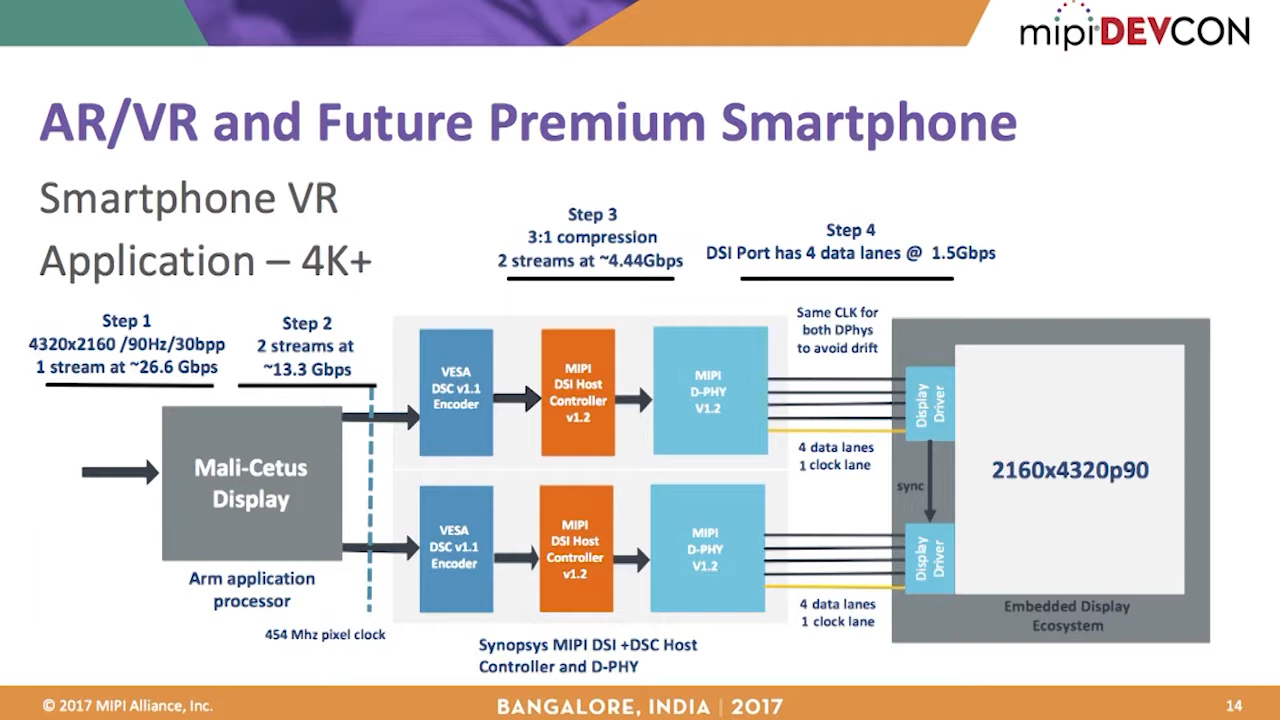 mipi DEVCON
AR/VR and Future Premium Smartphone
Smartphone VR
Application – 4K+
Step 1
4320x2160 /90Hz/30bpp
1 stream at ~26.6 Gbps
Step 2
2 streams at
~13.3 Gbps
Step 3
3:1 compression
2 streams at ~4.44Gbps
Step 4
DSI Port has 4 data lanes @ 1.5Gbps
Mali-Cetus
Display
Arm application
processor
454 Mhz pixel clock
VESA
DSC v1.1
Encoder
MIPI
DSI Host
Controller
v1.2
MIPI
D-PHY
V1.2
Same CLK for
both DPhys
to avoid drift
4 data lanes
1 clock lane
Display
Driver
VESA
DSC v1.1
Encoder
MIPI
DSI Host
Controller
v1.2
MIPI
D-PHY
V1.2
4 data lanes
1 clock lane
sync
Display
Driver
2160x4320p90
Embedded Display
Ecosystem
Synopsys MIPI DSI +DSC Host
Controller and D-PHY
© 2017 MIPI Alliance, Inc.
BANGALORE, INDIA | 2017
14